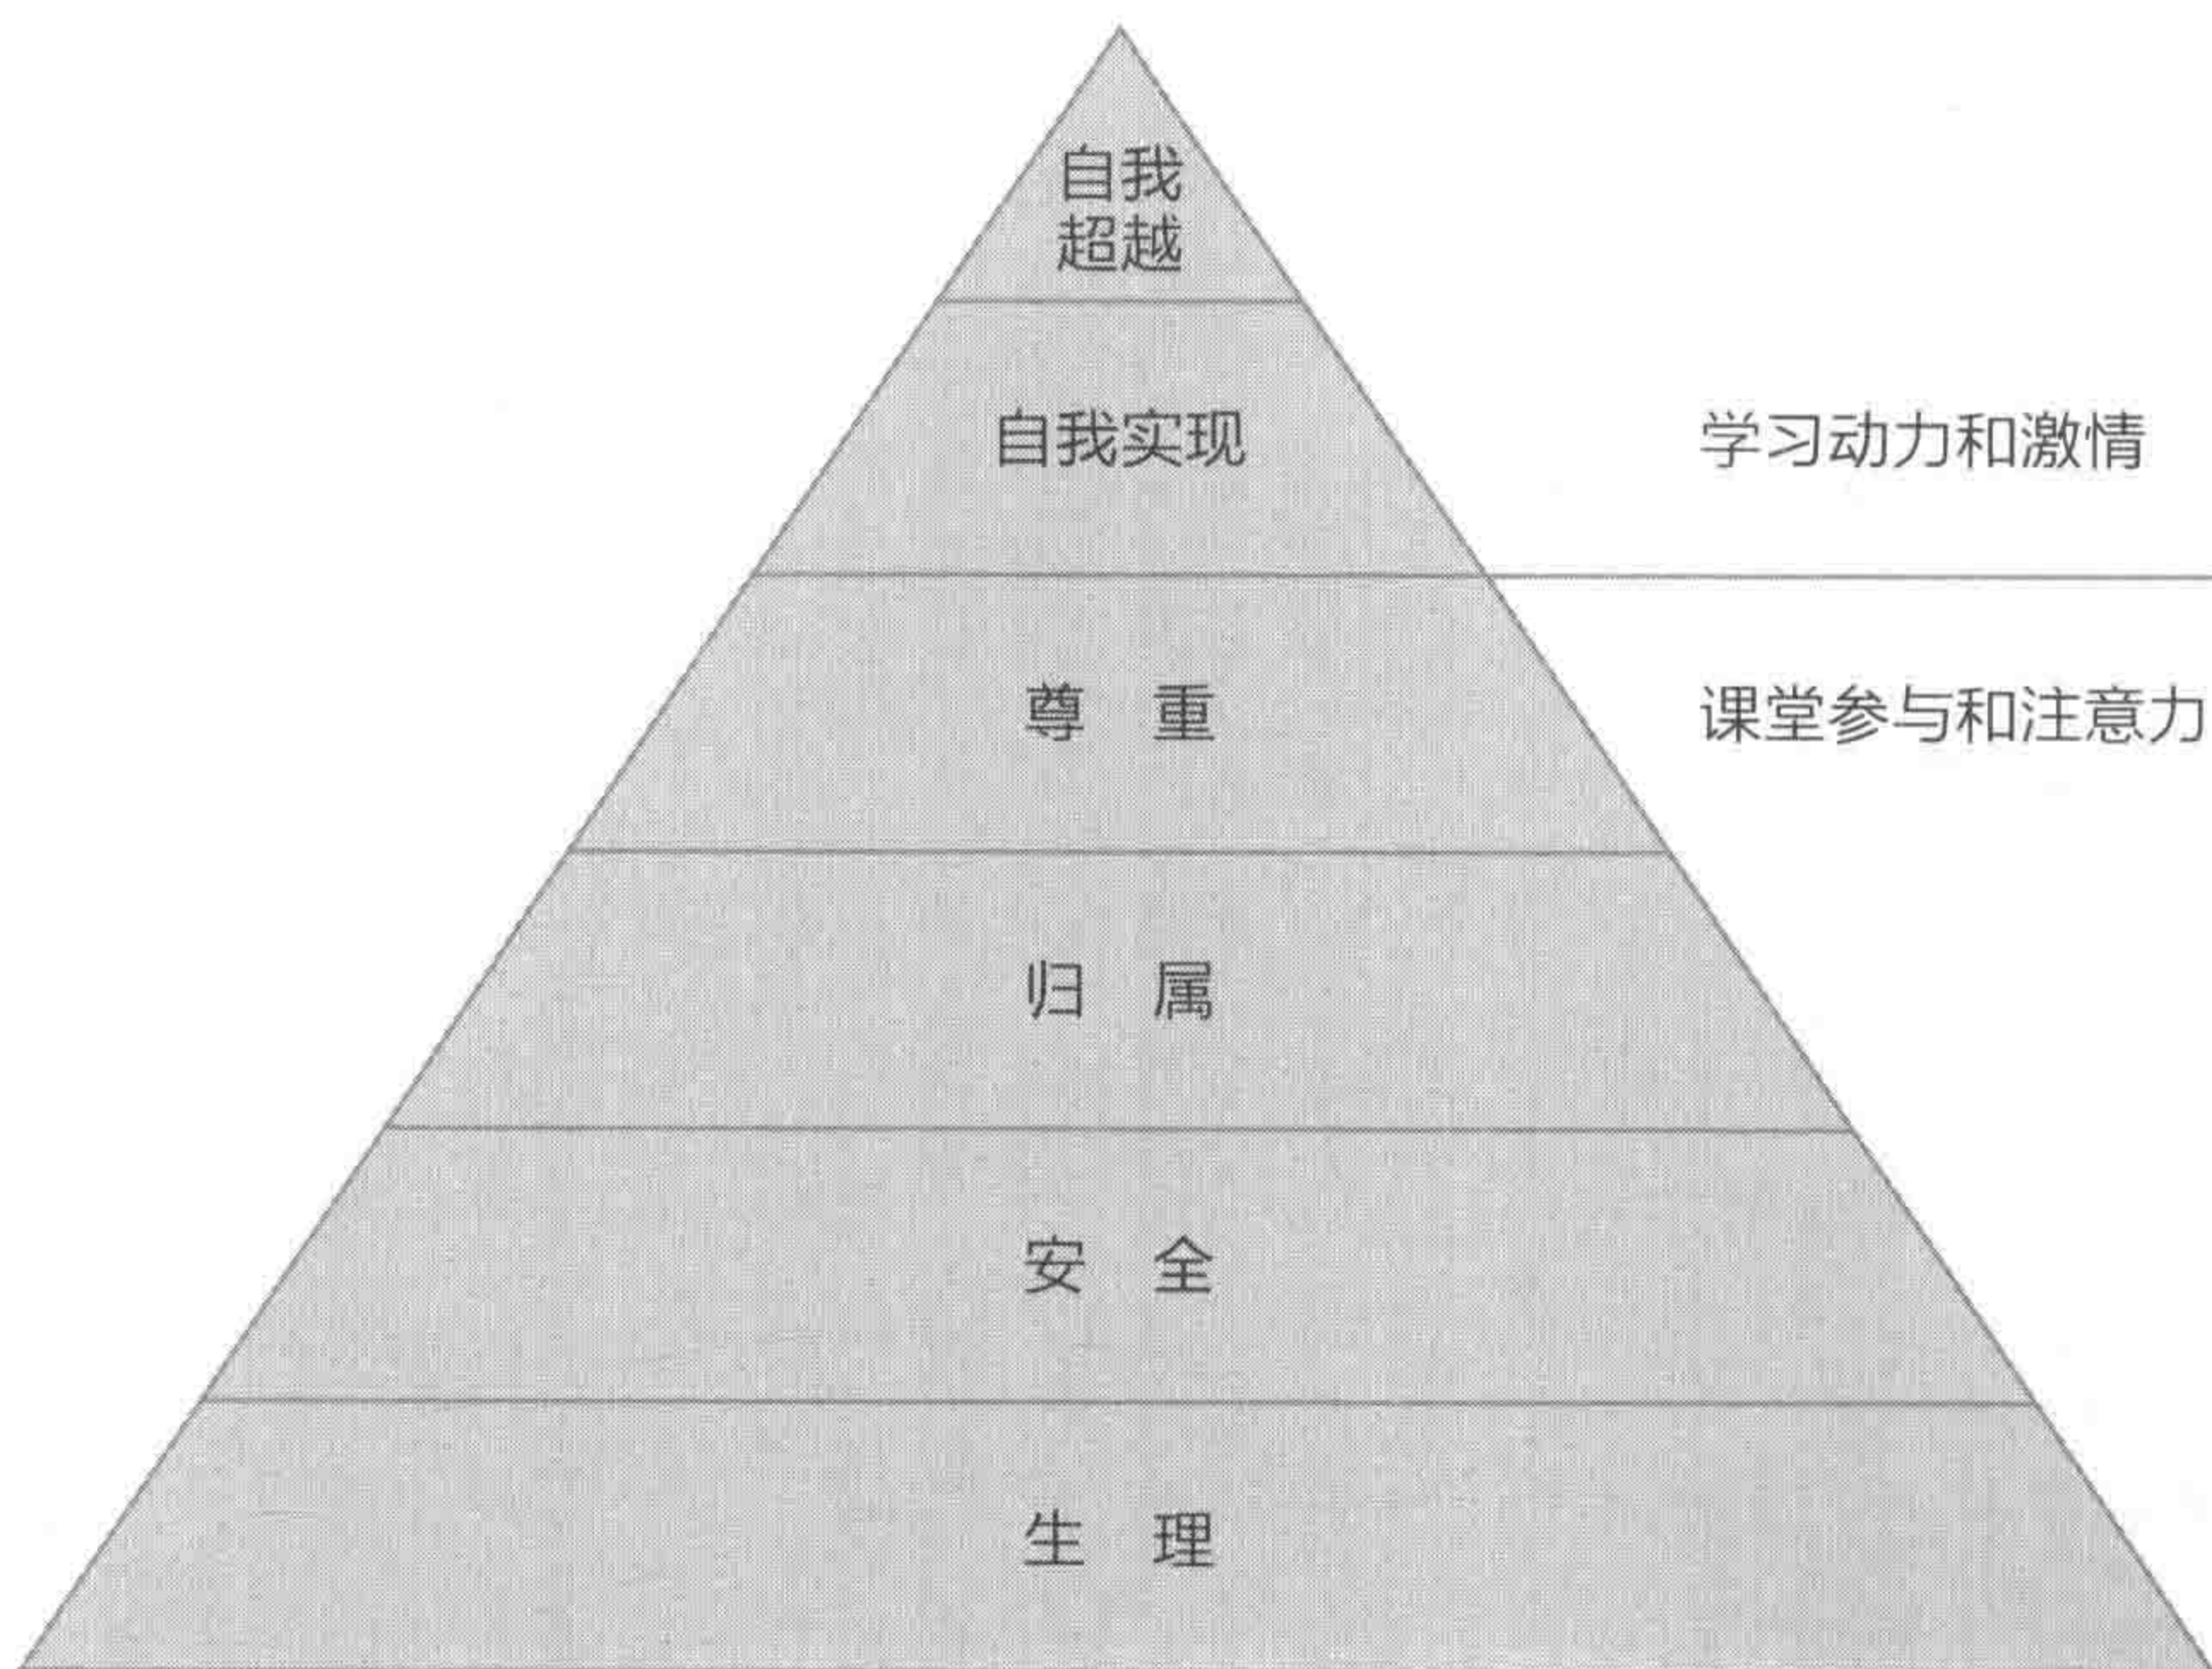 自我
超越
自我实现
学习动力和激情
尊 重
课堂参与和注意力
归 属
安 全
生 理